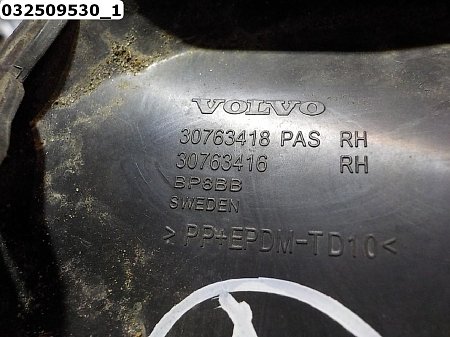 032509530_1
VOLVO
30763418 PAS RH
30763416 RH
BP8BB
SWEDEN
>PP+EPDM-TD10<